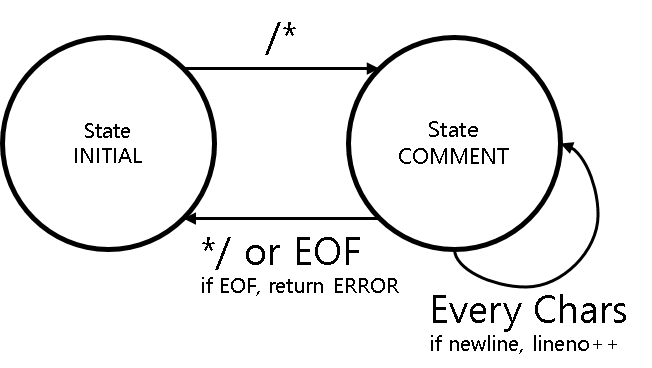 /*
State
INITIAL
State
COMMENT
*/ or EOF
if EOF, return ERROR
Every Chars
if newline, lineno++